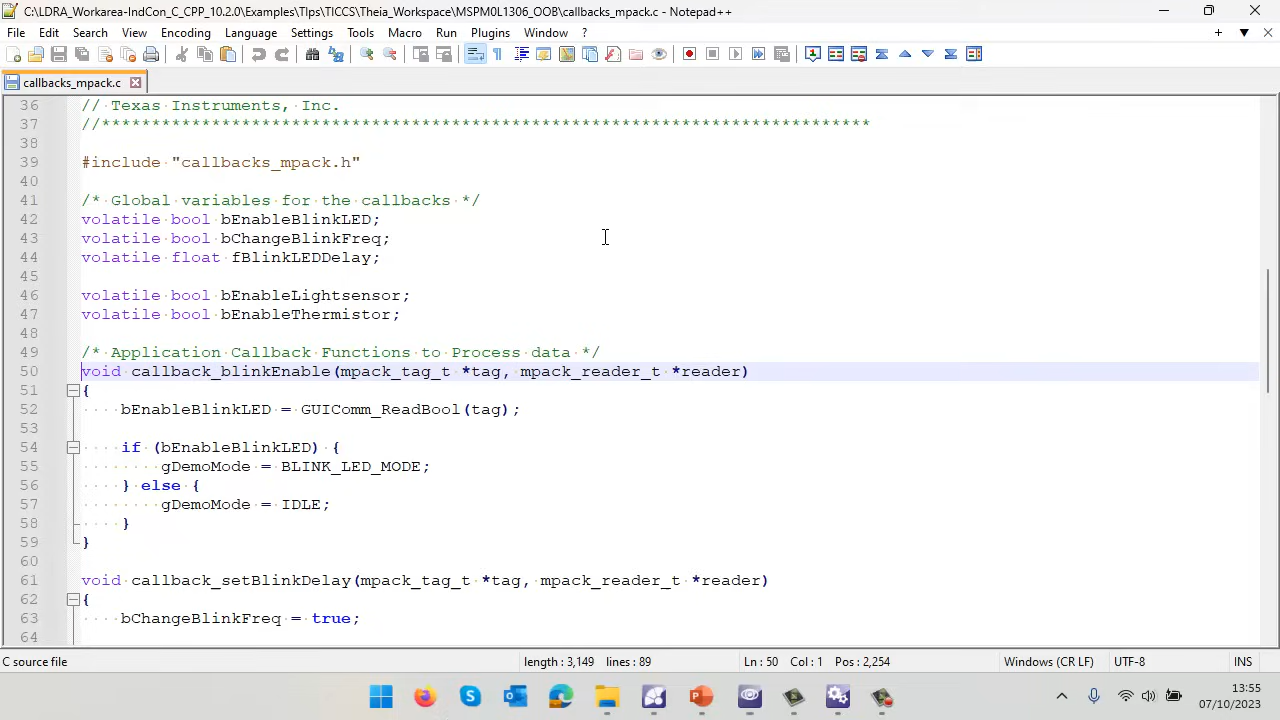 C:\LDRA_Workarea-IndCon_C_CPP_10.2.0\Examples\TIps\TICCS\Theia_Workspace\MSPM0L1306_OOB\callbacks_mpack.c - Notepad++
File Edit Search View Encoding Language Settings Tools Macro Run Plugins Window ?
callbacks_mpack.c
36 // Texas Instruments, Inc.
37 //*****************************************************************************
38
39 #include "callbacks_mpack.h"
40
41 /* Global variables for the callbacks */
42 volatile bool bEnableBlinkLED;
43 volatile bool bChangeBlinkFreq;
44 volatile float fBlinkLEDDelay;
45
46 volatile bool bEnableLightsensor;
47 volatile bool bEnableThermistor;
48
49 /* Application Callback Functions to Process data */
50 void callback_blinkEnable(mpack_tag_t *tag, mpack_reader_t *reader)
51 {
52 bEnableBlinkLED = GUIComm_ReadBool(tag);
53
54 if (bEnableBlinkLED) {
55 gDemoMode = BLINK_LED_MODE;
56 } else {
57 gDemoMode = IDLE;
58 }
59 }
60
61 void callback_setBlinkDelay(mpack_tag_t *tag, mpack_reader_t *reader)
62 {
63 bChangeBlinkFreq = true;
64
C source file length : 3,149 lines : 89 Ln : 50 Col : 1 Pos : 2,254 Windows (CR LF) UTF-8 INS
13:55
07/10/2023